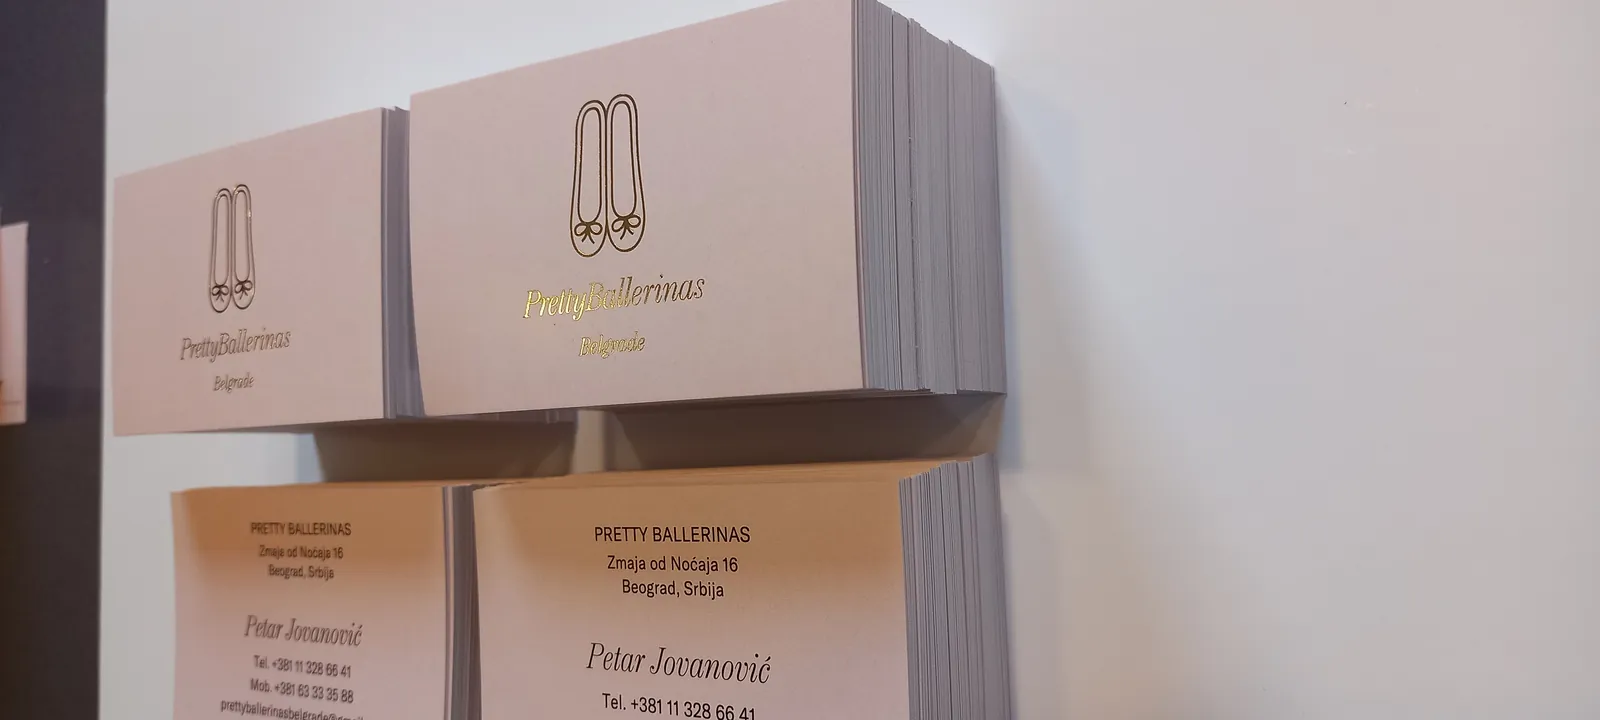 PrettyBallerinas
Belgrade
PrettyBallerinas
Belgrade
PRETTY BALLERINAS
Zmaja od Noćaja 16
Beograd, Srbija
Petar Jovanović
Tel. +381 11 328 66 41
Mob. +381 63 33 35 88
prettyballerinasbelgrade@gmail
PRETTY BALLERINAS
Zmaja od Noćaja 16
Beograd, Srbija
Petar Jovanović
Tel. +381 11 328 66 41